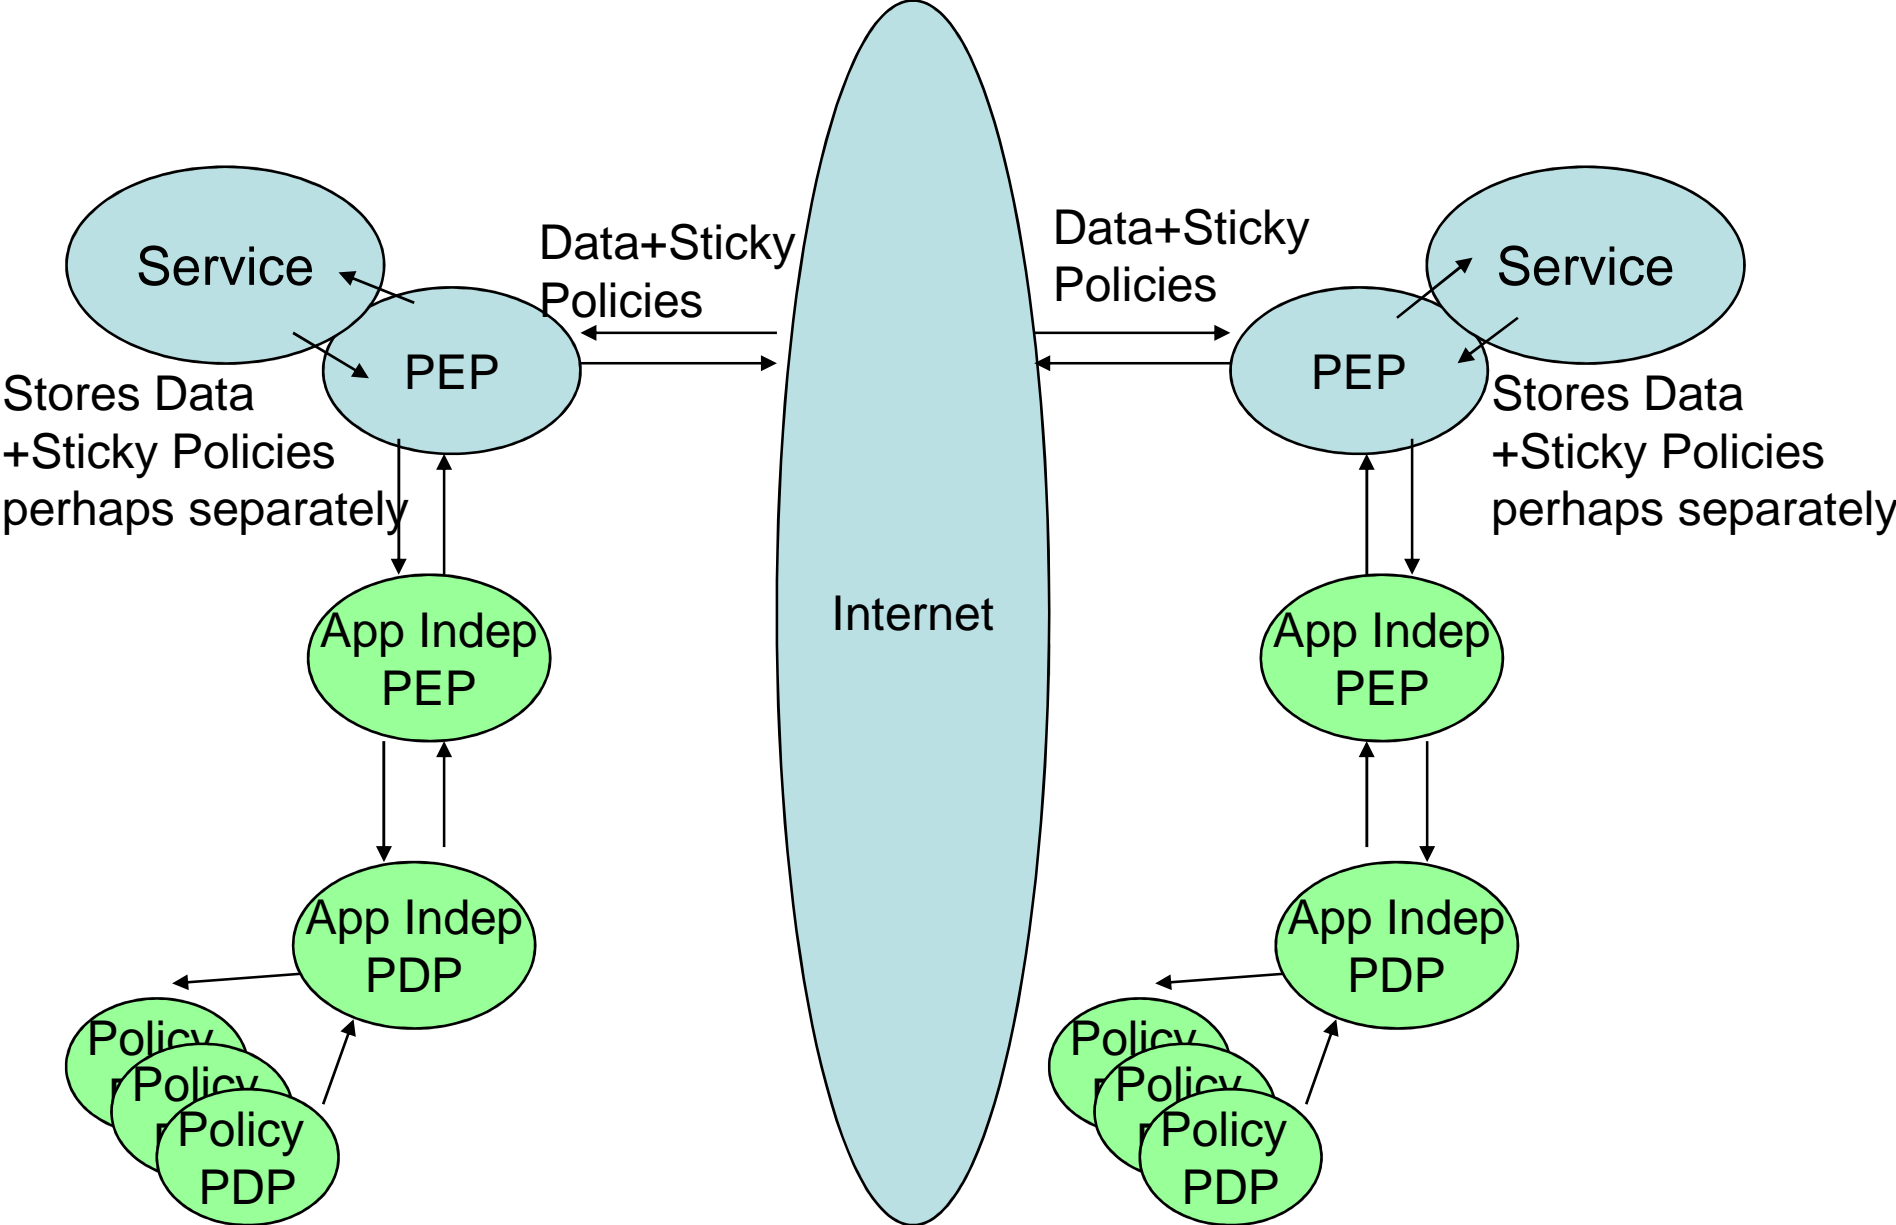 Data+Sticky
Policies
Data+Sticky
Policies
Service
Service
PEP
PEP
Stores Data
+Sticky Policies
perhaps separately
Stores Data
+Sticky Policies
perhaps separately
Internet
App Indep
PEP
App Indep
PEP
App Indep
PDP
App Indep
PDP
Policy
Policy
Policy
PDP
Policy
Policy
Policy
PDP